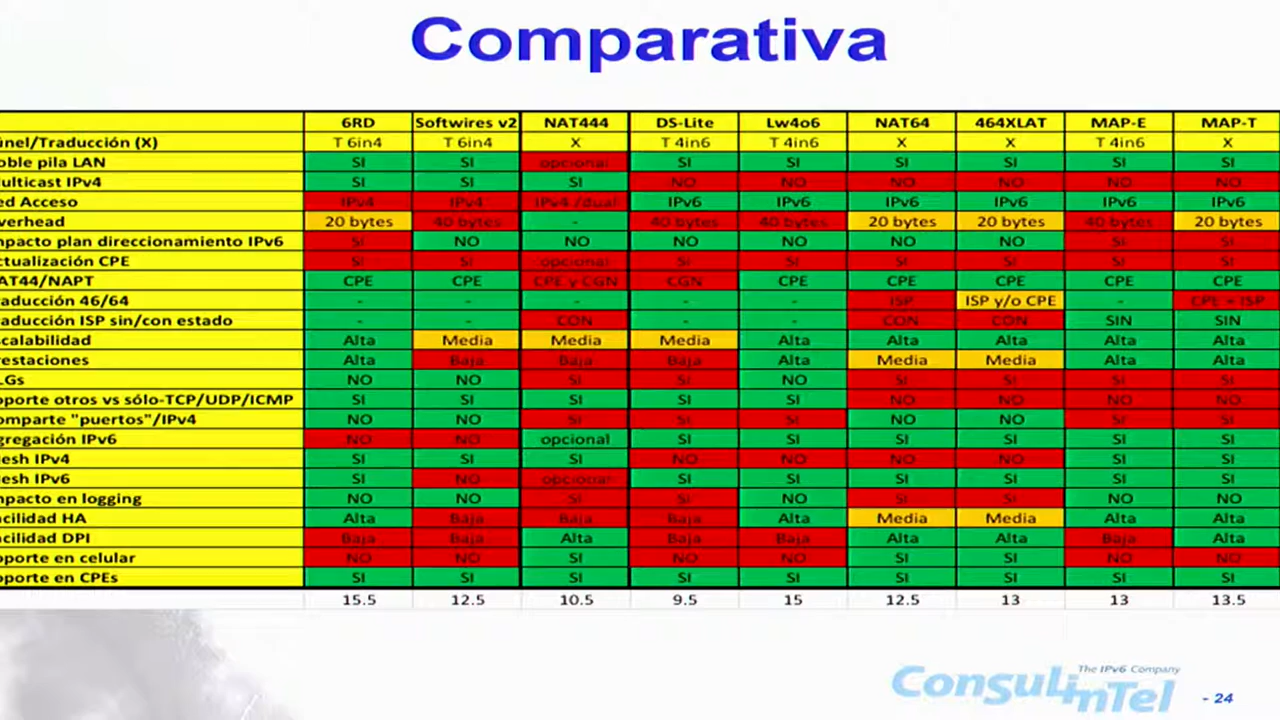 Comparativa
6RD Softwires v2 NAT444 DS-Lite Lw4o6 NAT64 464XLAT MAP-E MAP-T
únel/Traducción (X) T 6in4 T 6in4 X T 4in6 T 4in6 X X T 4in6 X
oble pila LAN SI SI opcional SI SI SI SI SI SI
ulticast IPv4 SI SI SI NO NO NO NO NO NO
ed Acceso IPv4 IPv4 IPv4 /dual IPv6 IPv6 IPv6 IPv6 IPv6 IPv6
verhead 20 bytes 40 bytes - 40 bytes 40 bytes 20 bytes 20 bytes 40 bytes 20 bytes
mpacto plan direccionamiento IPv6 SI NO NO NO NO NO NO SI SI
ctualización CPE SI SI opcional SI SI SI SI SI SI
AT44/NAPT CPE CPE CPE y CGN CGN CPE CPE CPE CPE CPE
raducción 46/64 - - - - - ISP ISP y/o CPE - CPE + ISP
raducción ISP sin/con estado - - CON - - CON CON SIN SIN
scalabilidad Alta Media Media Media Alta Alta Alta Alta Alta
restaciones Alta Baja Baja Baja Alta Media Media Alta Alta
LGs NO NO SI SI NO SI SI SI SI
oporte otros vs sólo-TCP/UDP/ICMP SI SI SI SI SI NO NO NO NO
omparte "puertos"/IPv4 NO NO SI SI SI NO NO SI SI
gregación IPv6 NO NO opcional SI SI SI SI SI SI
esh IPv4 SI SI SI NO NO NO NO SI SI
esh IPv6 SI NO opcional SI SI SI SI SI SI
mpacto en logging NO NO SI SI NO SI SI NO NO
acilidad HA Alta Baja Baja Baja Alta Media Media Alta Alta
acilidad DPI Baja Baja Alta Baja Baja Alta Alta Baja Alta
oporte en celular NO NO SI NO NO SI SI NO NO
oporte en CPEs SI SI SI SI SI SI SI SI SI
15.5 12.5 10.5 9.5 15 12.5 13 13 13.5
The IPv6 Company
ConsulinTel
- 24